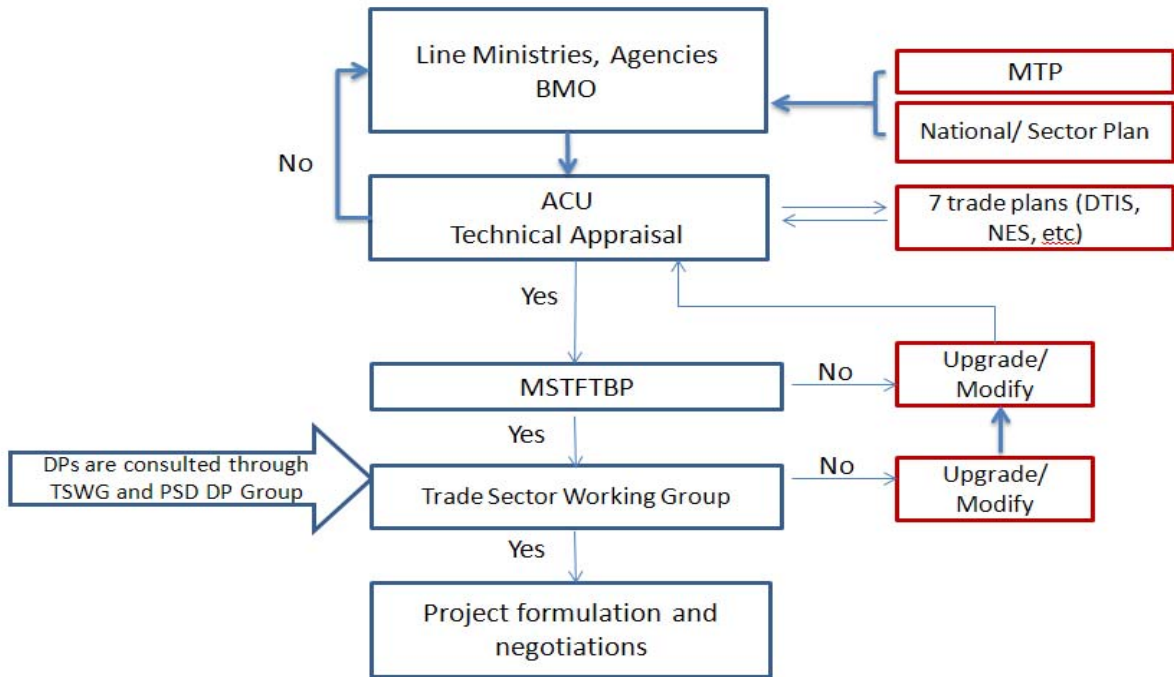 Line Ministries, Agencies
BMO
MTP
National/ Sector Plan
No
ACU
Technical Appraisal
7 trade plans (DTIS,
NES, etc)
Yes
MSTFTBP
No
Upgrade/
Modify
Yes
DPs are consulted through
TSWG and PSD DP Group
Trade Sector Working Group
No
Upgrade/
Modify
Yes
Project formulation and
negotiations